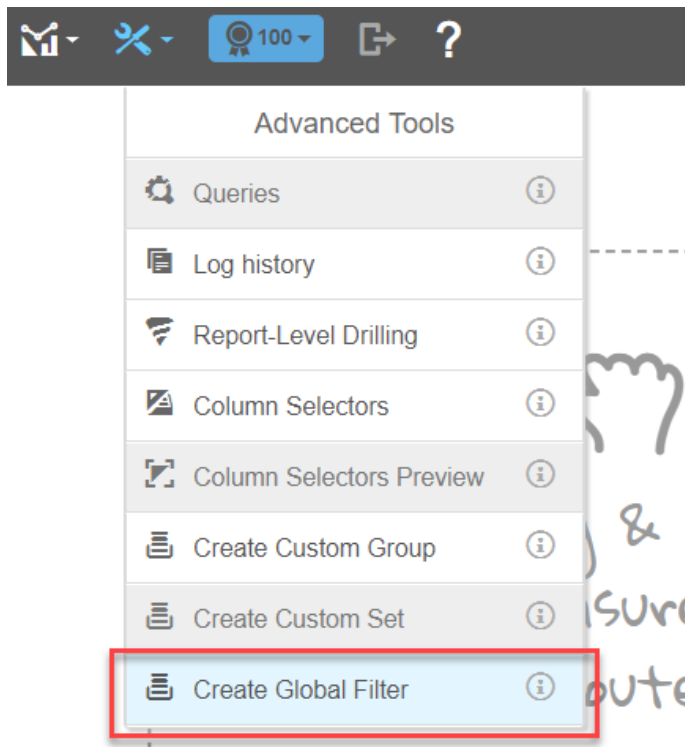 100
?
Advanced Tools
Queries
Log history
Report-Level Drilling
Column Selectors
Column Selectors Preview
Create Custom Group
&
Create Custom Set
Create Global Filter